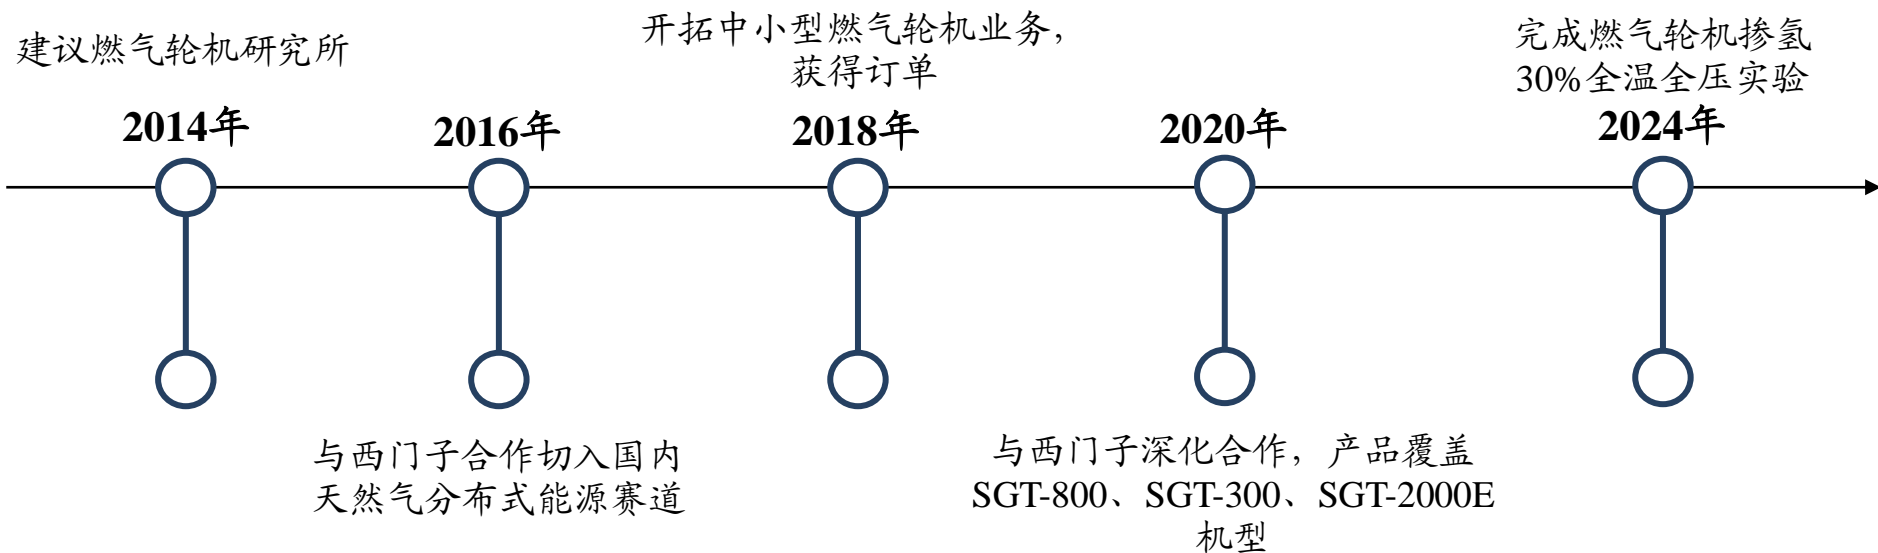 建议燃气轮机研究所
2014年
2016年
与西门子合作切入国内
天然气分布式能源赛道
开拓中小型燃气轮机业务，
获得订单
2018年
2020年
与西门子深化合作，产品覆盖
SGT-800、SGT-300、SGT-2000E
机型
完成燃气轮机掺氢
30%全温全压实验
2024年